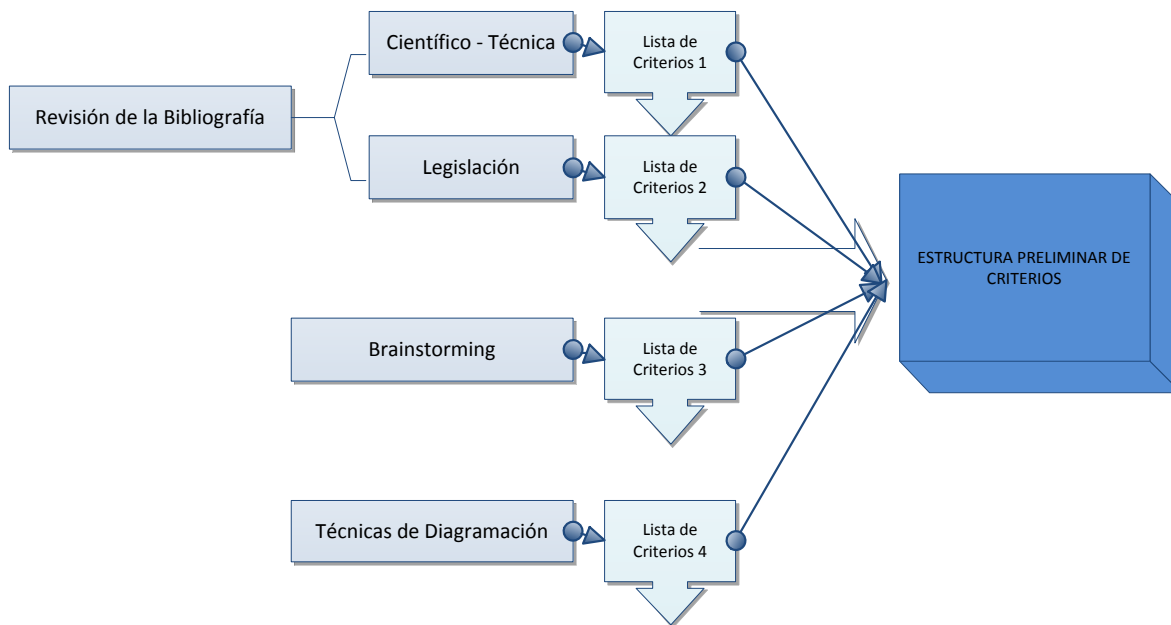 Revisión de la Bibliografía
Científico - Técnica
Lista de
Criterios 1
Legislación
Lista de
Criterios 2
Brainstorming
Lista de
Criterios 3
Técnicas de Diagramación
Lista de
Criterios 4
ESTRUCTURA PRELIMINAR DE
CRITERIOS